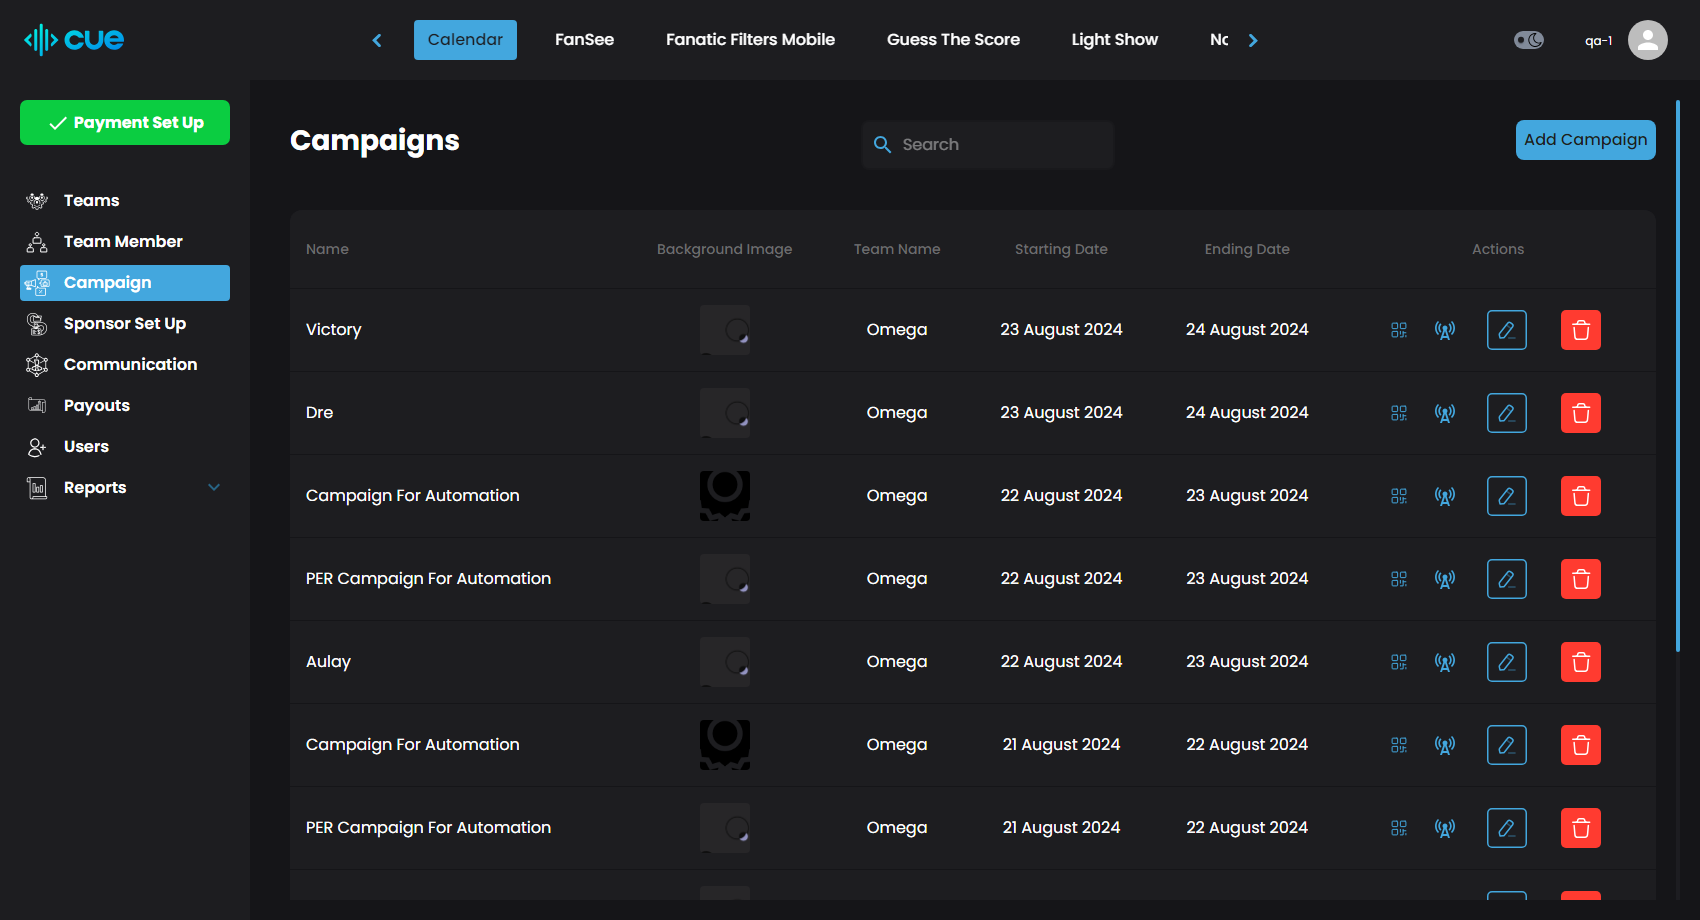 cue
Calendar FanSee Fanatic Filters Mobile Guess The Score Light Show
qa-1
Payment Set Up
Teams
Team Member
Campaign
Sponsor Set Up
Communication
Payouts
Users
Reports
Campaigns
Search
Add Campaign
Name Background Image Team Name Starting Date Ending Date Actions
Victory Omega 23 August 2024 24 August 2024
Dre Omega 23 August 2024 24 August 2024
Campaign For Automation Omega 22 August 2024 23 August 2024
PER Campaign For Automation Omega 22 August 2024 23 August 2024
Aulay Omega 22 August 2024 23 August 2024
Campaign For Automation Omega 21 August 2024 22 August 2024
PER Campaign For Automation Omega 21 August 2024 22 August 2024